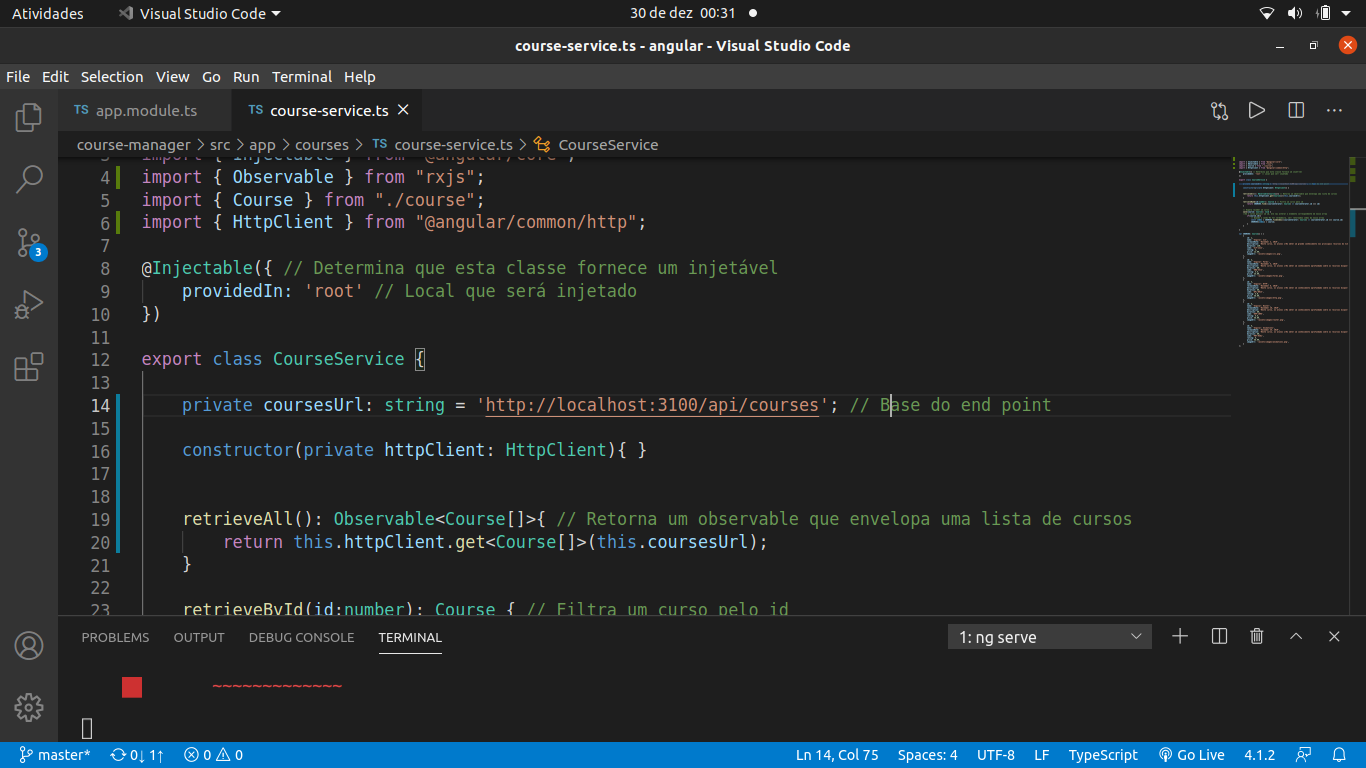 Atividades Visual Studio Code 30 de dez 00:31
course-service.ts - angular - Visual Studio Code
File Edit Selection View Go Run Terminal Help
TS app.module.ts TS course-service.ts
course-manager > src > app > courses > TS course-service.ts > CourseService
3 import { Injectable } from "@angular/core";
4 import { Observable } from "rxjs";
5 import { Course } from "./course";
6 import { HttpClient } from "@angular/common/http";
7
8 @Injectable({ // Determina que esta classe fornece um injetável
9 providedIn: 'root' // Local que será injetado
10 })
11
12 export class CourseService {
13
14 private coursesUrl: string = 'http://localhost:3100/api/courses'; // Base do end point
15
16 constructor(private httpClient: HttpClient){ }
17
18
19 retrieveAll(): Observable<Course[]>{ // Retorna um observable que envelopa uma lista de cursos
20 return this.httpClient.get<Course[]>(this.coursesUrl);
21 }
22
23 retrieveById(id:number): Course { // Filtra um curso pelo id
3
PROBLEMS OUTPUT DEBUG CONSOLE TERMINAL 1: ng serve
~~~~~~~~~~~~~
master* 0↓ 1↑ 0 0 Ln 14, Col 75 Spaces: 4 UTF-8 LF TypeScript Go Live 4.1.2